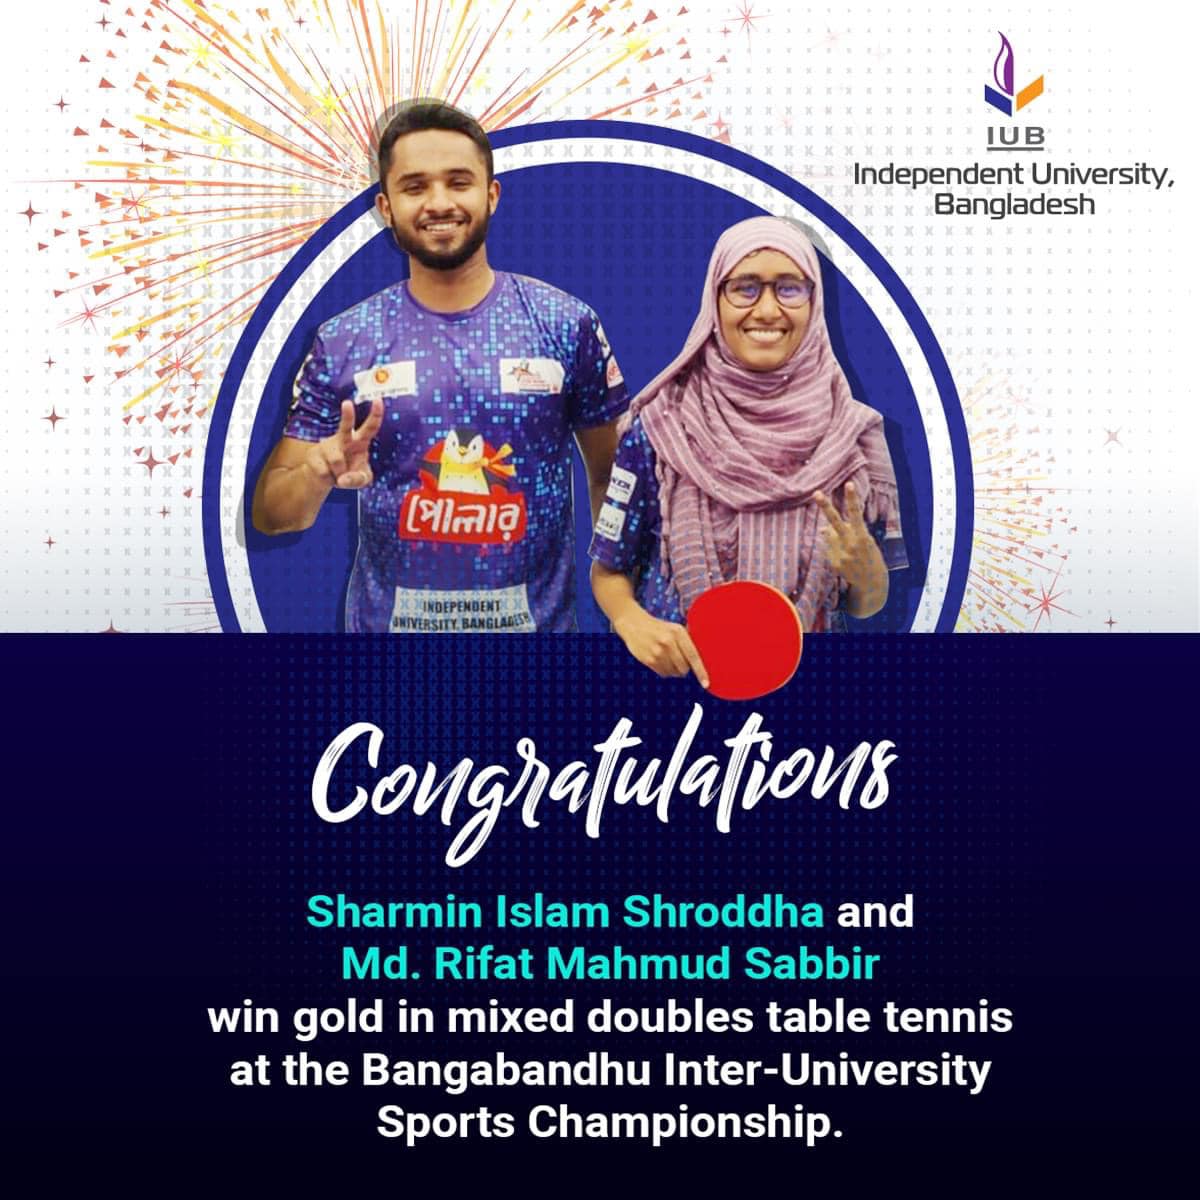 IUB
Independent University,
Bangladesh
পোলার
INDEPENDENT
UNIVERSITY, BANGLADESH
Congratulations
Sharmin Islam Shroddha and
Md. Rifat Mahmud Sabbir
win gold in mixed doubles table tennis
at the Bangabandhu Inter-University
Sports Championship.